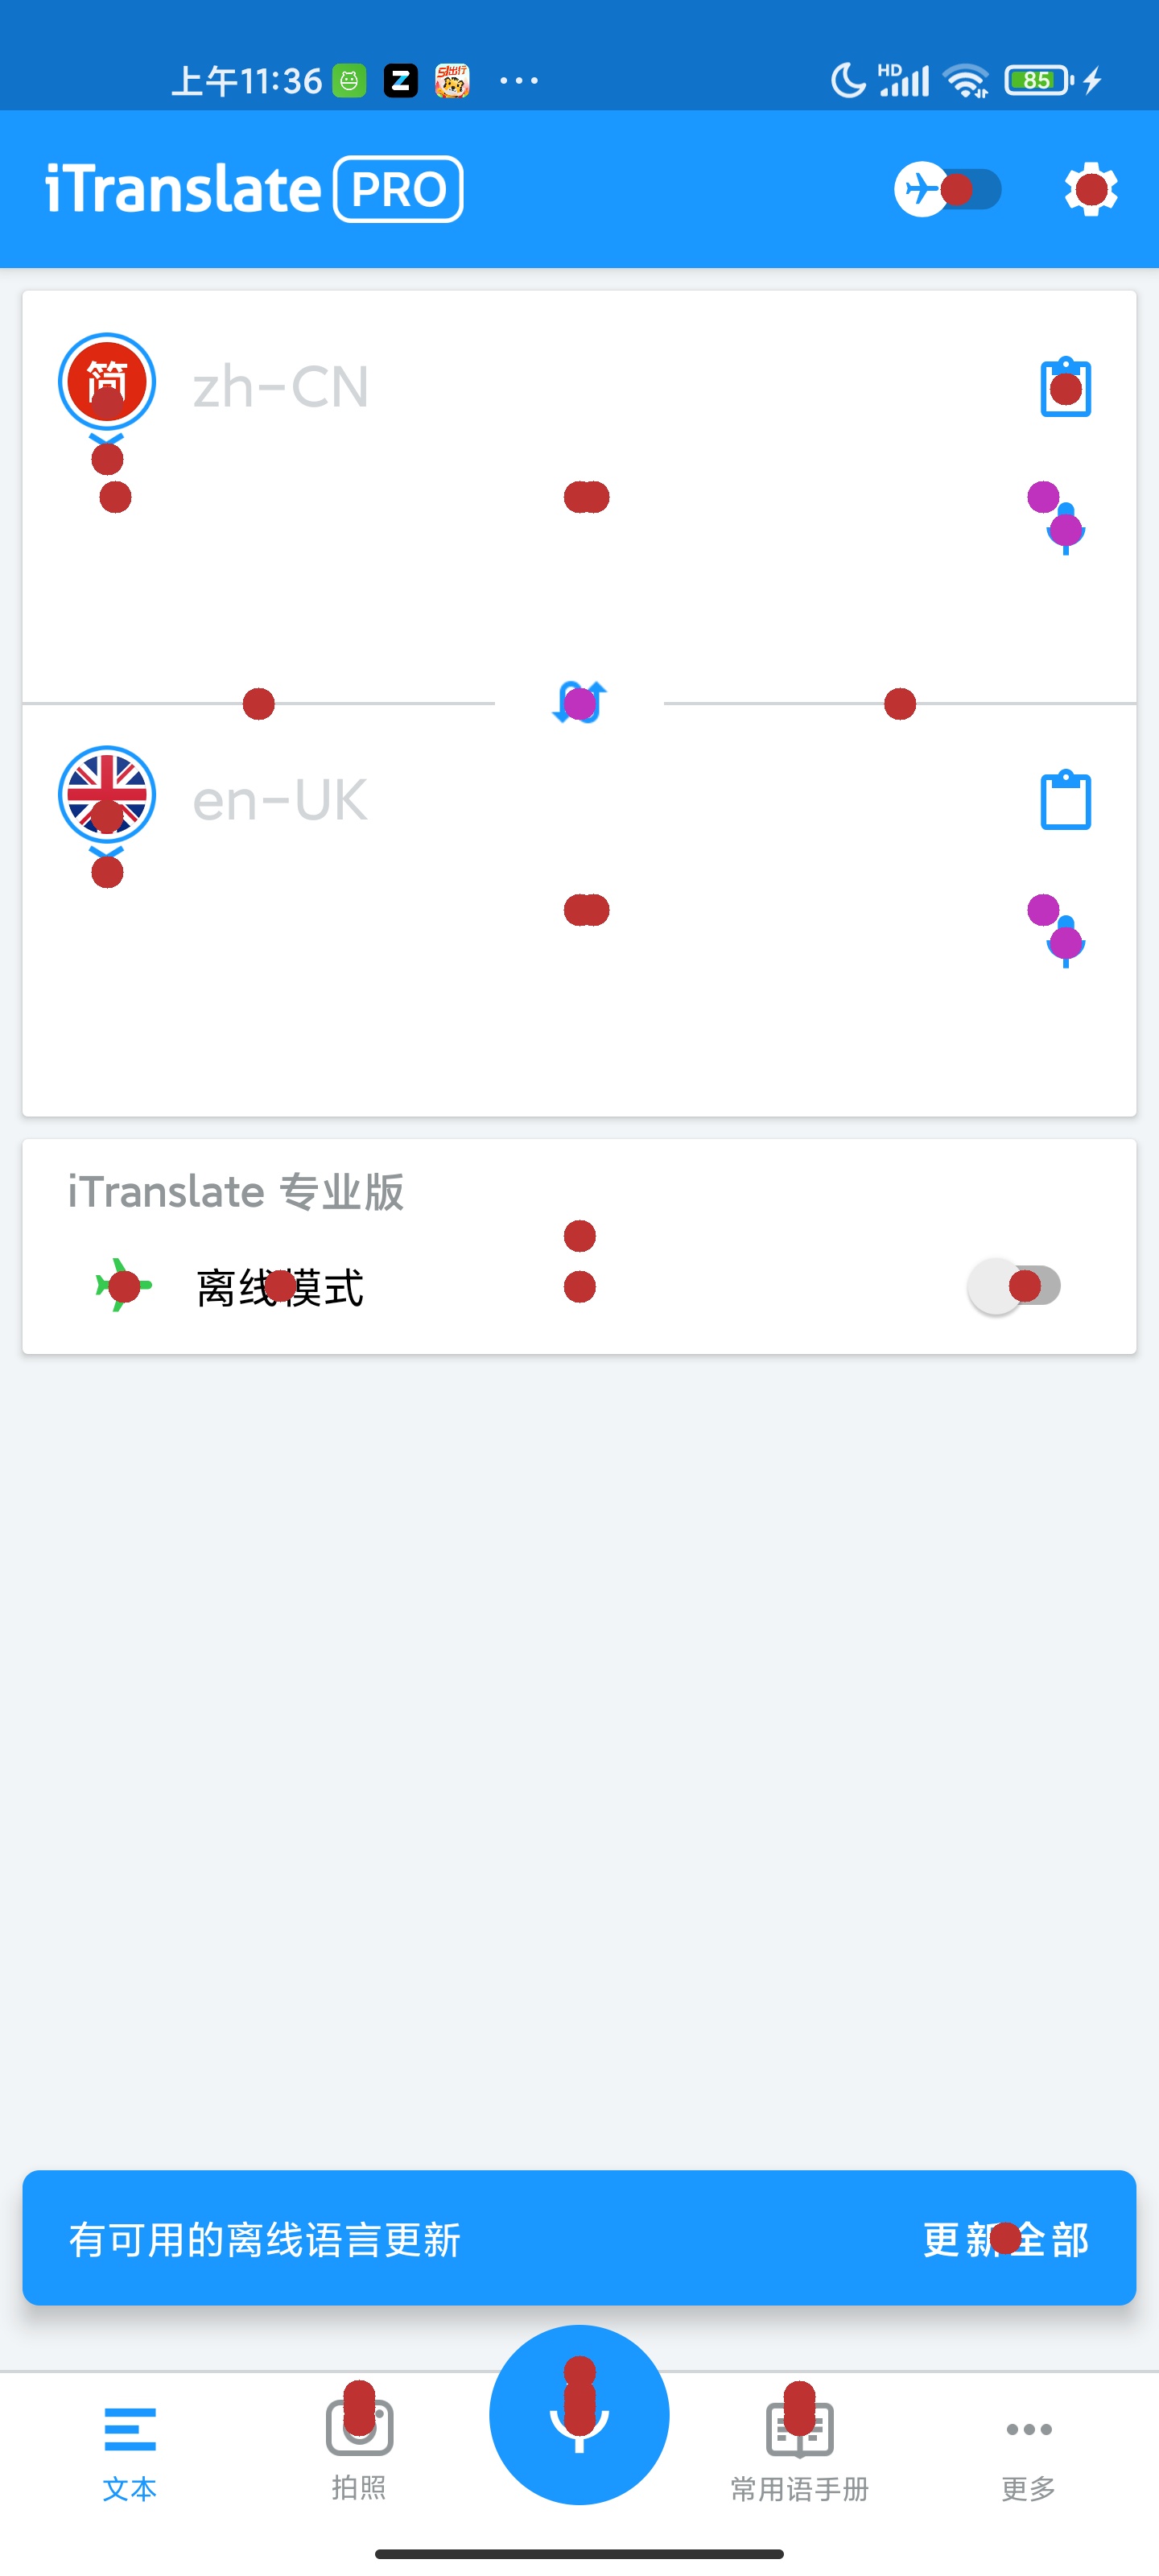 上午11:36
HD
85
iTranslate PRO
简
zh-CN
en-UK
iTranslate 专业版
离线模式
有可用的离线语言更新 更新全部
文本 拍照 常用语手册 更多